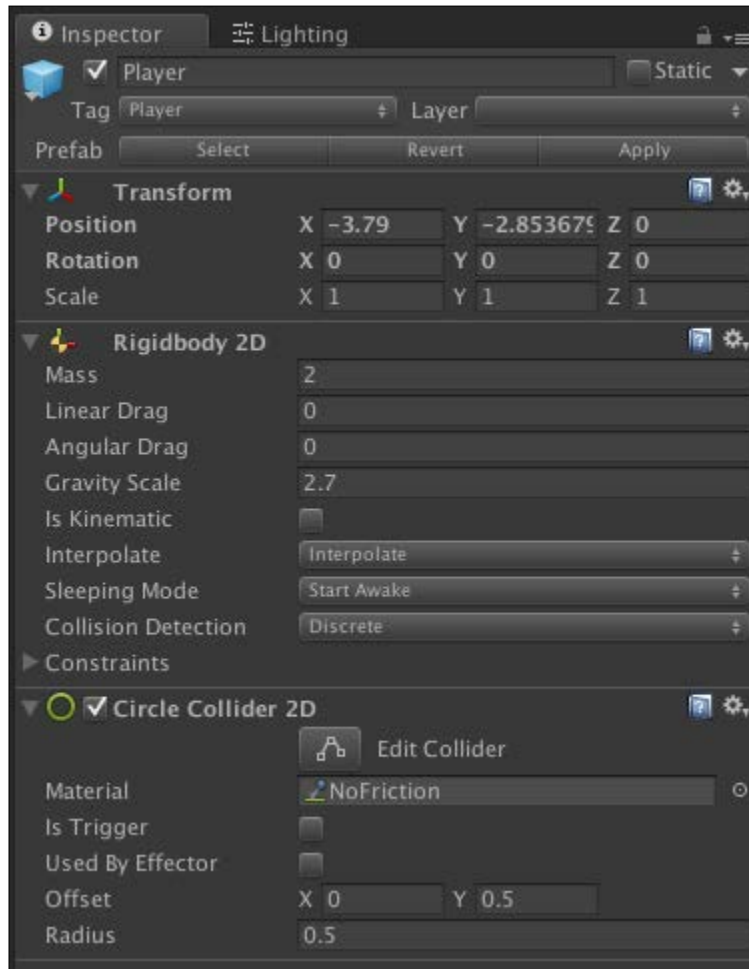 Inspector Lighting
Player Static
Tag Player Layer
Prefab Select Revert Apply
Transform
Position X -3.79 Y -2.853679 Z 0
Rotation X 0 Y 0 Z 0
Scale X 1 Y 1 Z 1
Rigidbody 2D
Mass 2
Linear Drag 0
Angular Drag 0
Gravity Scale 2.7
Is Kinematic
Interpolate Interpolate
Sleeping Mode Start Awake
Collision Detection Discrete
Constraints
Circle Collider 2D
Edit Collider
Material NoFriction
Is Trigger
Used By Effector
Offset X 0 Y 0.5
Radius 0.5